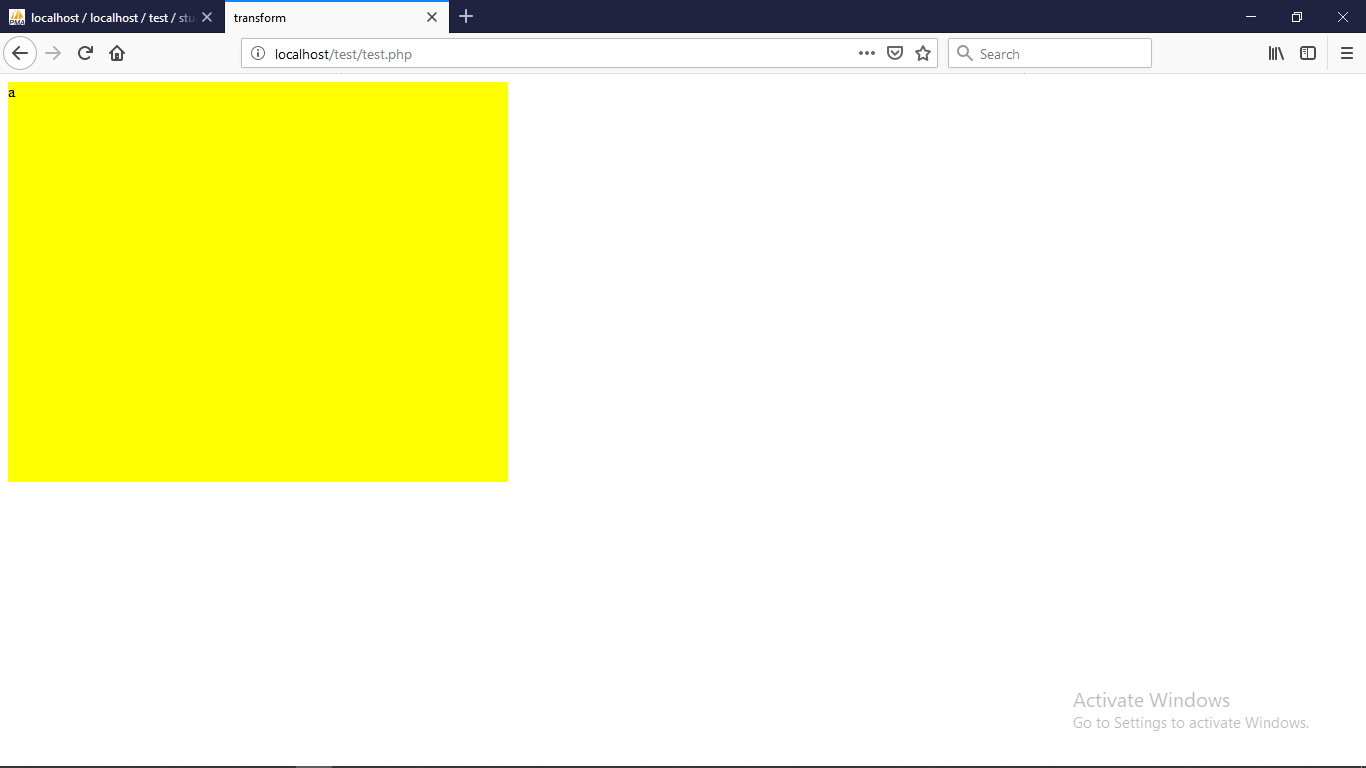 localhost / localhost / test / stu
transform
localhost/test/test.php
Search
a
Activate Windows
Go to Settings to activate Windows.